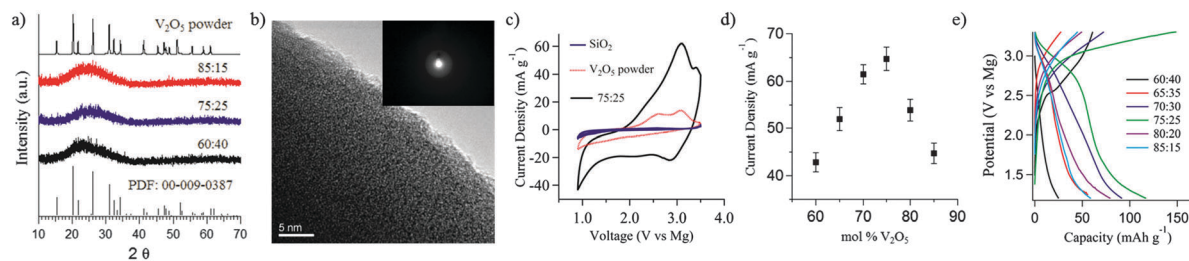 a)
V₂O₅ powder
85:15
75:25
60:40
PDF: 00-009-0387
Intensity (a.u.)
10 20 30 40 50 60 70
2 θ
b)
5 nm
c)
SiO₂
V₂O₅ powder
75:25
Current Density (mA g⁻¹)
60
40
20
0
-20
-40
1.0 2.0 3.0 4.0
Voltage (V vs Mg)
d)
Current Density (mA g⁻¹)
70
60
50
40
60 70 80 90
mol % V₂O₅
e)
Potential (V vs Mg)
3.0
2.4
1.8
1.2
60:40
65:35
70:30
75:25
80:20
85:15
0 50 100 150
Capacity (mAh g⁻¹)